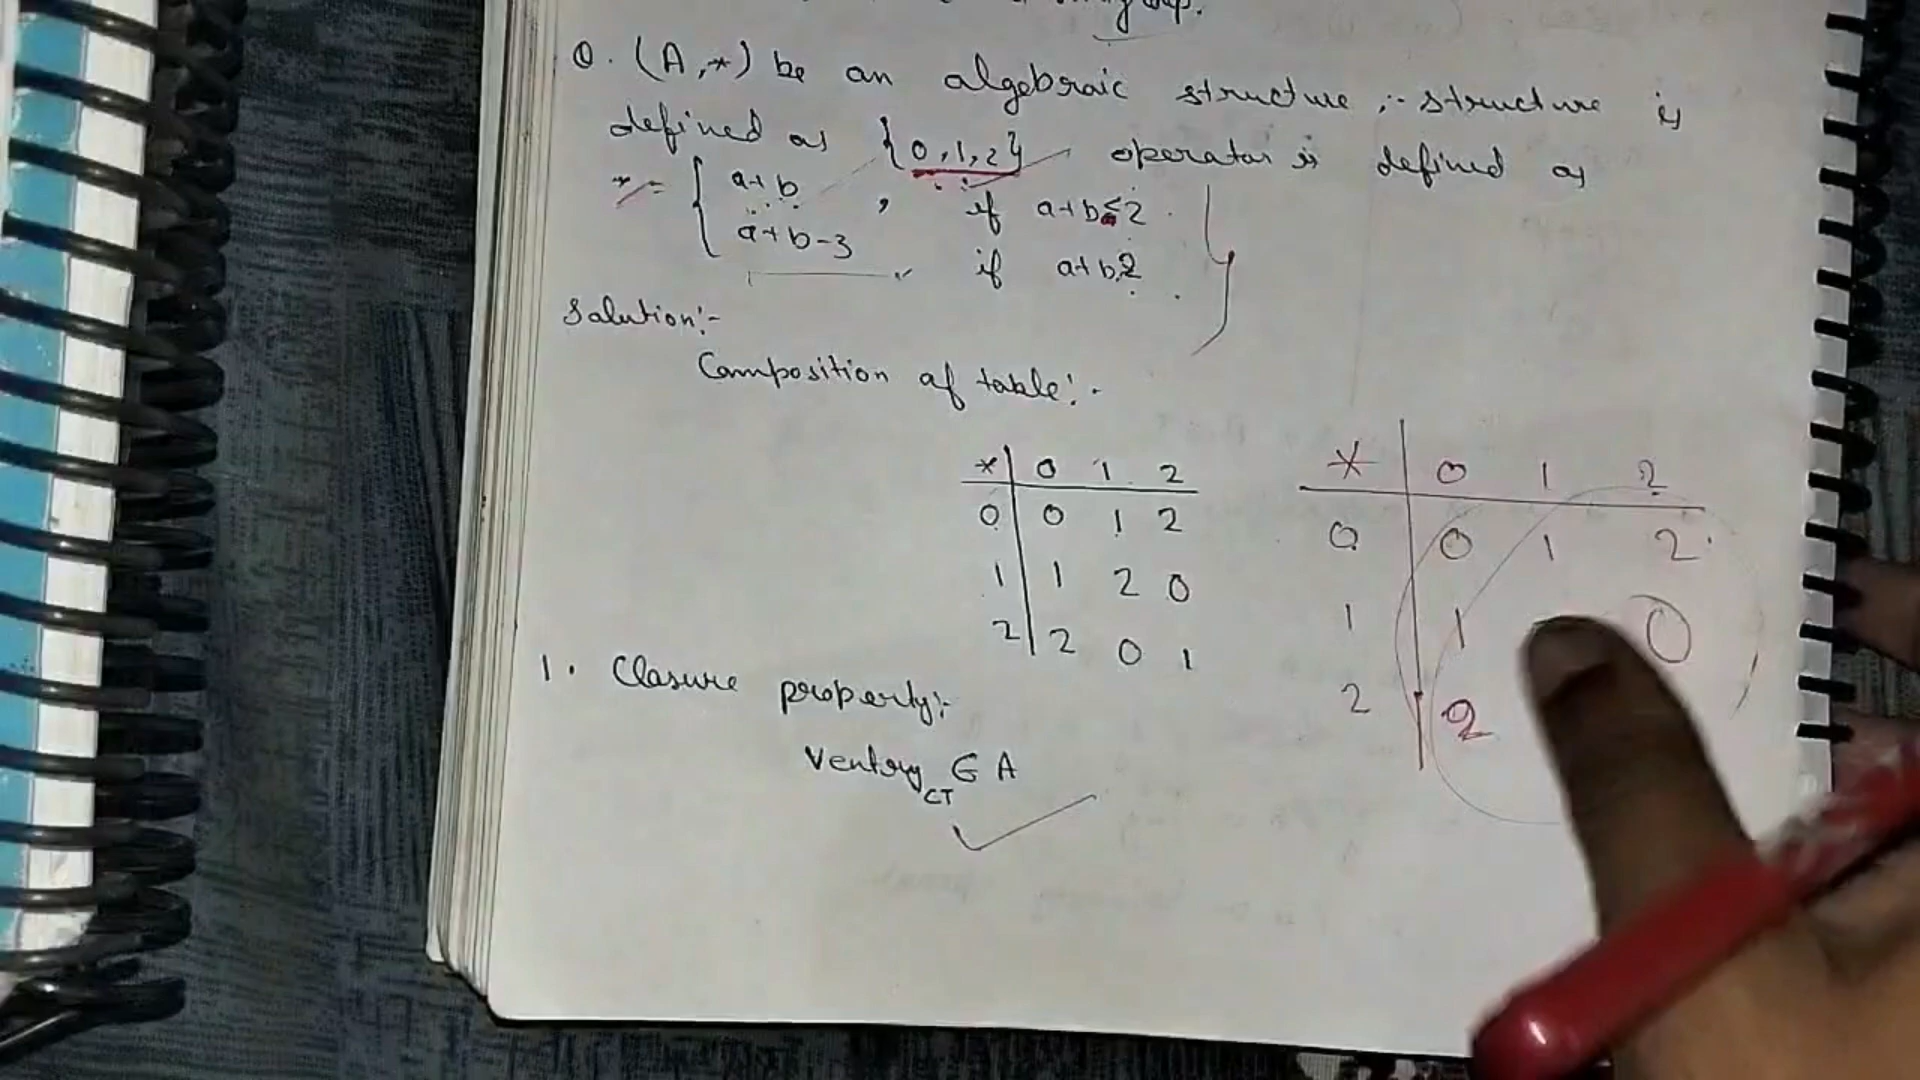 Q. (A, *) be an algebraic structure, :- structure is
defined as {0, 1, 2} operator is defined as
* = { a+b , if a+b≤2
a+b-3 if a+b>2 }
Solution:-
Composition of table:-
* 0 1 2
0 0 1 2
1 1 2 0
2 2 0 1
* 0 1 2
0 0 1 2
1 1 0
2 2
1. Closure property:-
∀entry CT ∈ A